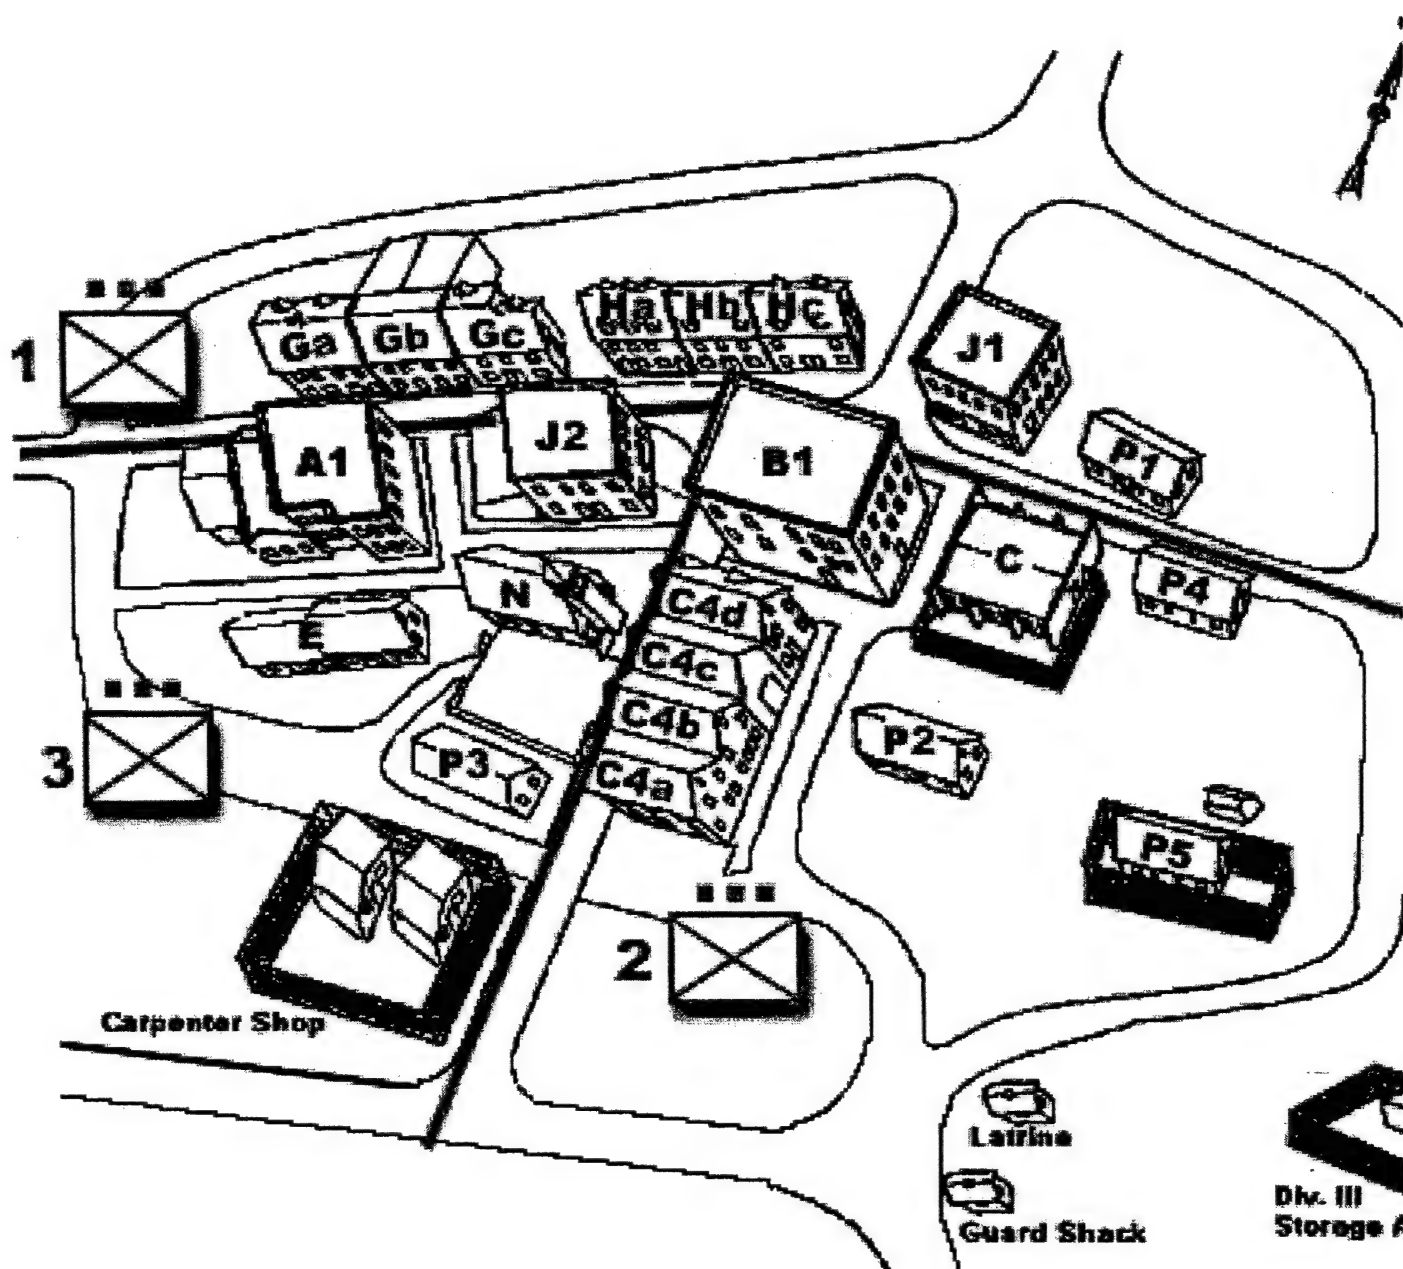 Ha Hb Hc
1
Ga Gb Gc
J1
A1
J2
B1
P1
C
P4
N
C4d
E
C4c
C4b
P2
3
P3
C4a
P5
2
Carpenter Shop
Latrine
Guard Shack
Div. III
Storage A